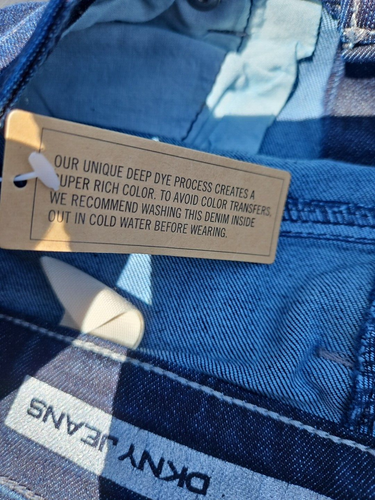 OUR UNIQUE DEEP DYE PROCESS CREATES A
SUPER RICH COLOR. TO AVOID COLOR TRANSFERS,
WE RECOMMEND WASHING THIS DENIM INSIDE
OUT IN COLD WATER BEFORE WEARING.
DKNY JEANS